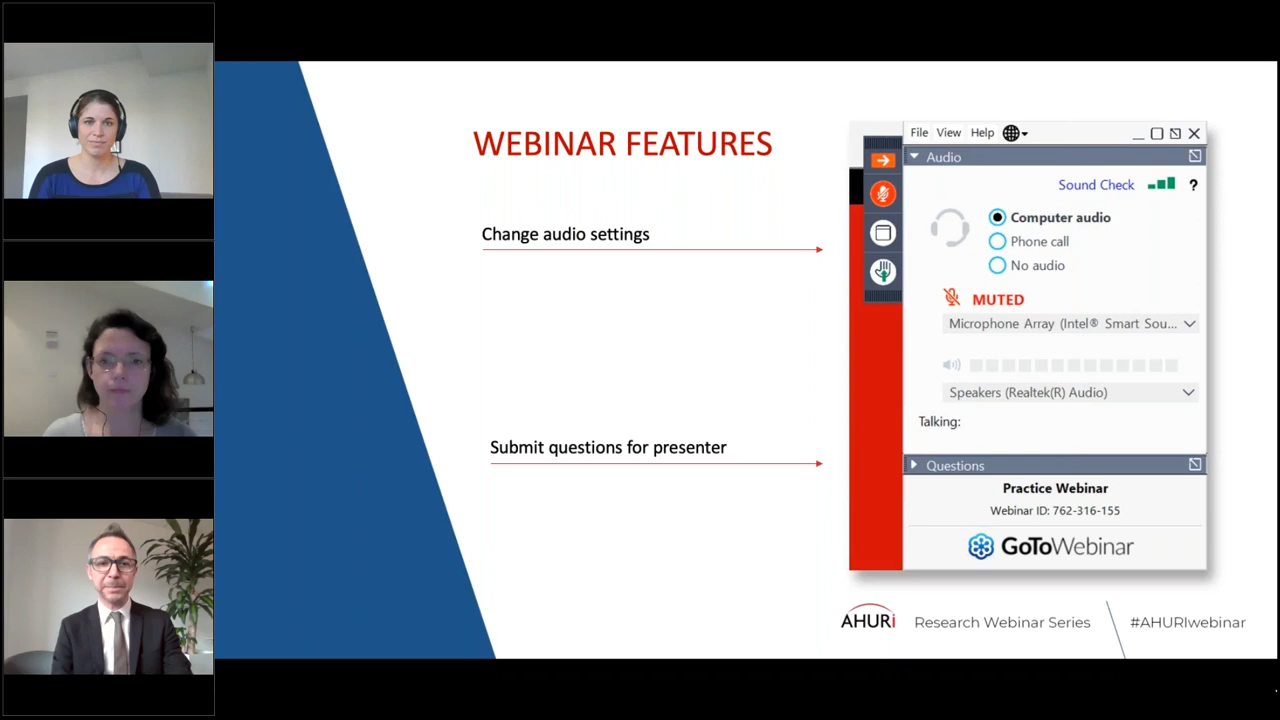 WEBINAR FEATURES
Change audio settings
Submit questions for presenter
File View Help
Audio
Sound Check ?
Computer audio
Phone call
No audio
MUTED
Microphone Array (Intel® Smart Sou...
Speakers (Realtek(R) Audio)
Talking:
Questions
Practice Webinar
Webinar ID: 762-316-155
GoToWebinar
AHURI Research Webinar Series #AHURIwebinar